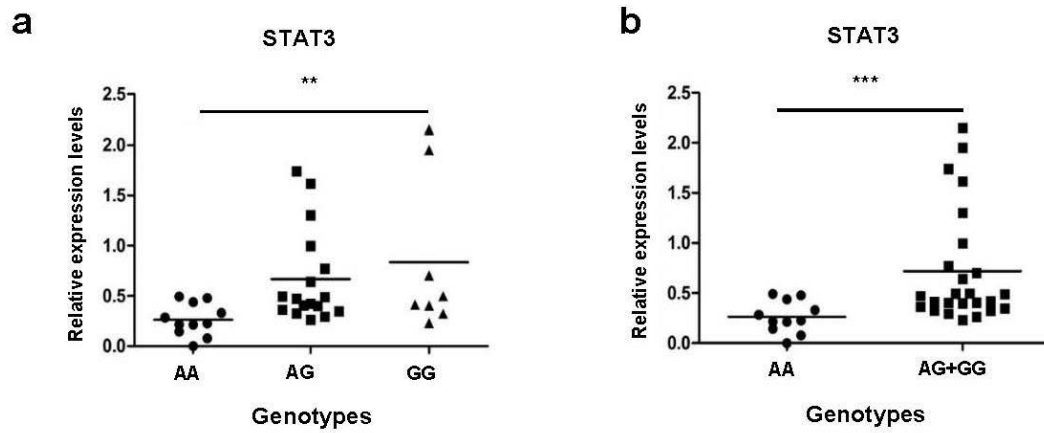 a
STAT3
**
2.5
2.0
1.5
1.0
0.5
0.0
Relative expression levels
AA AG GG
Genotypes
b
STAT3
***
2.5
2.0
1.5
1.0
0.5
0.0
Relative expression levels
AA AG+GG
Genotypes